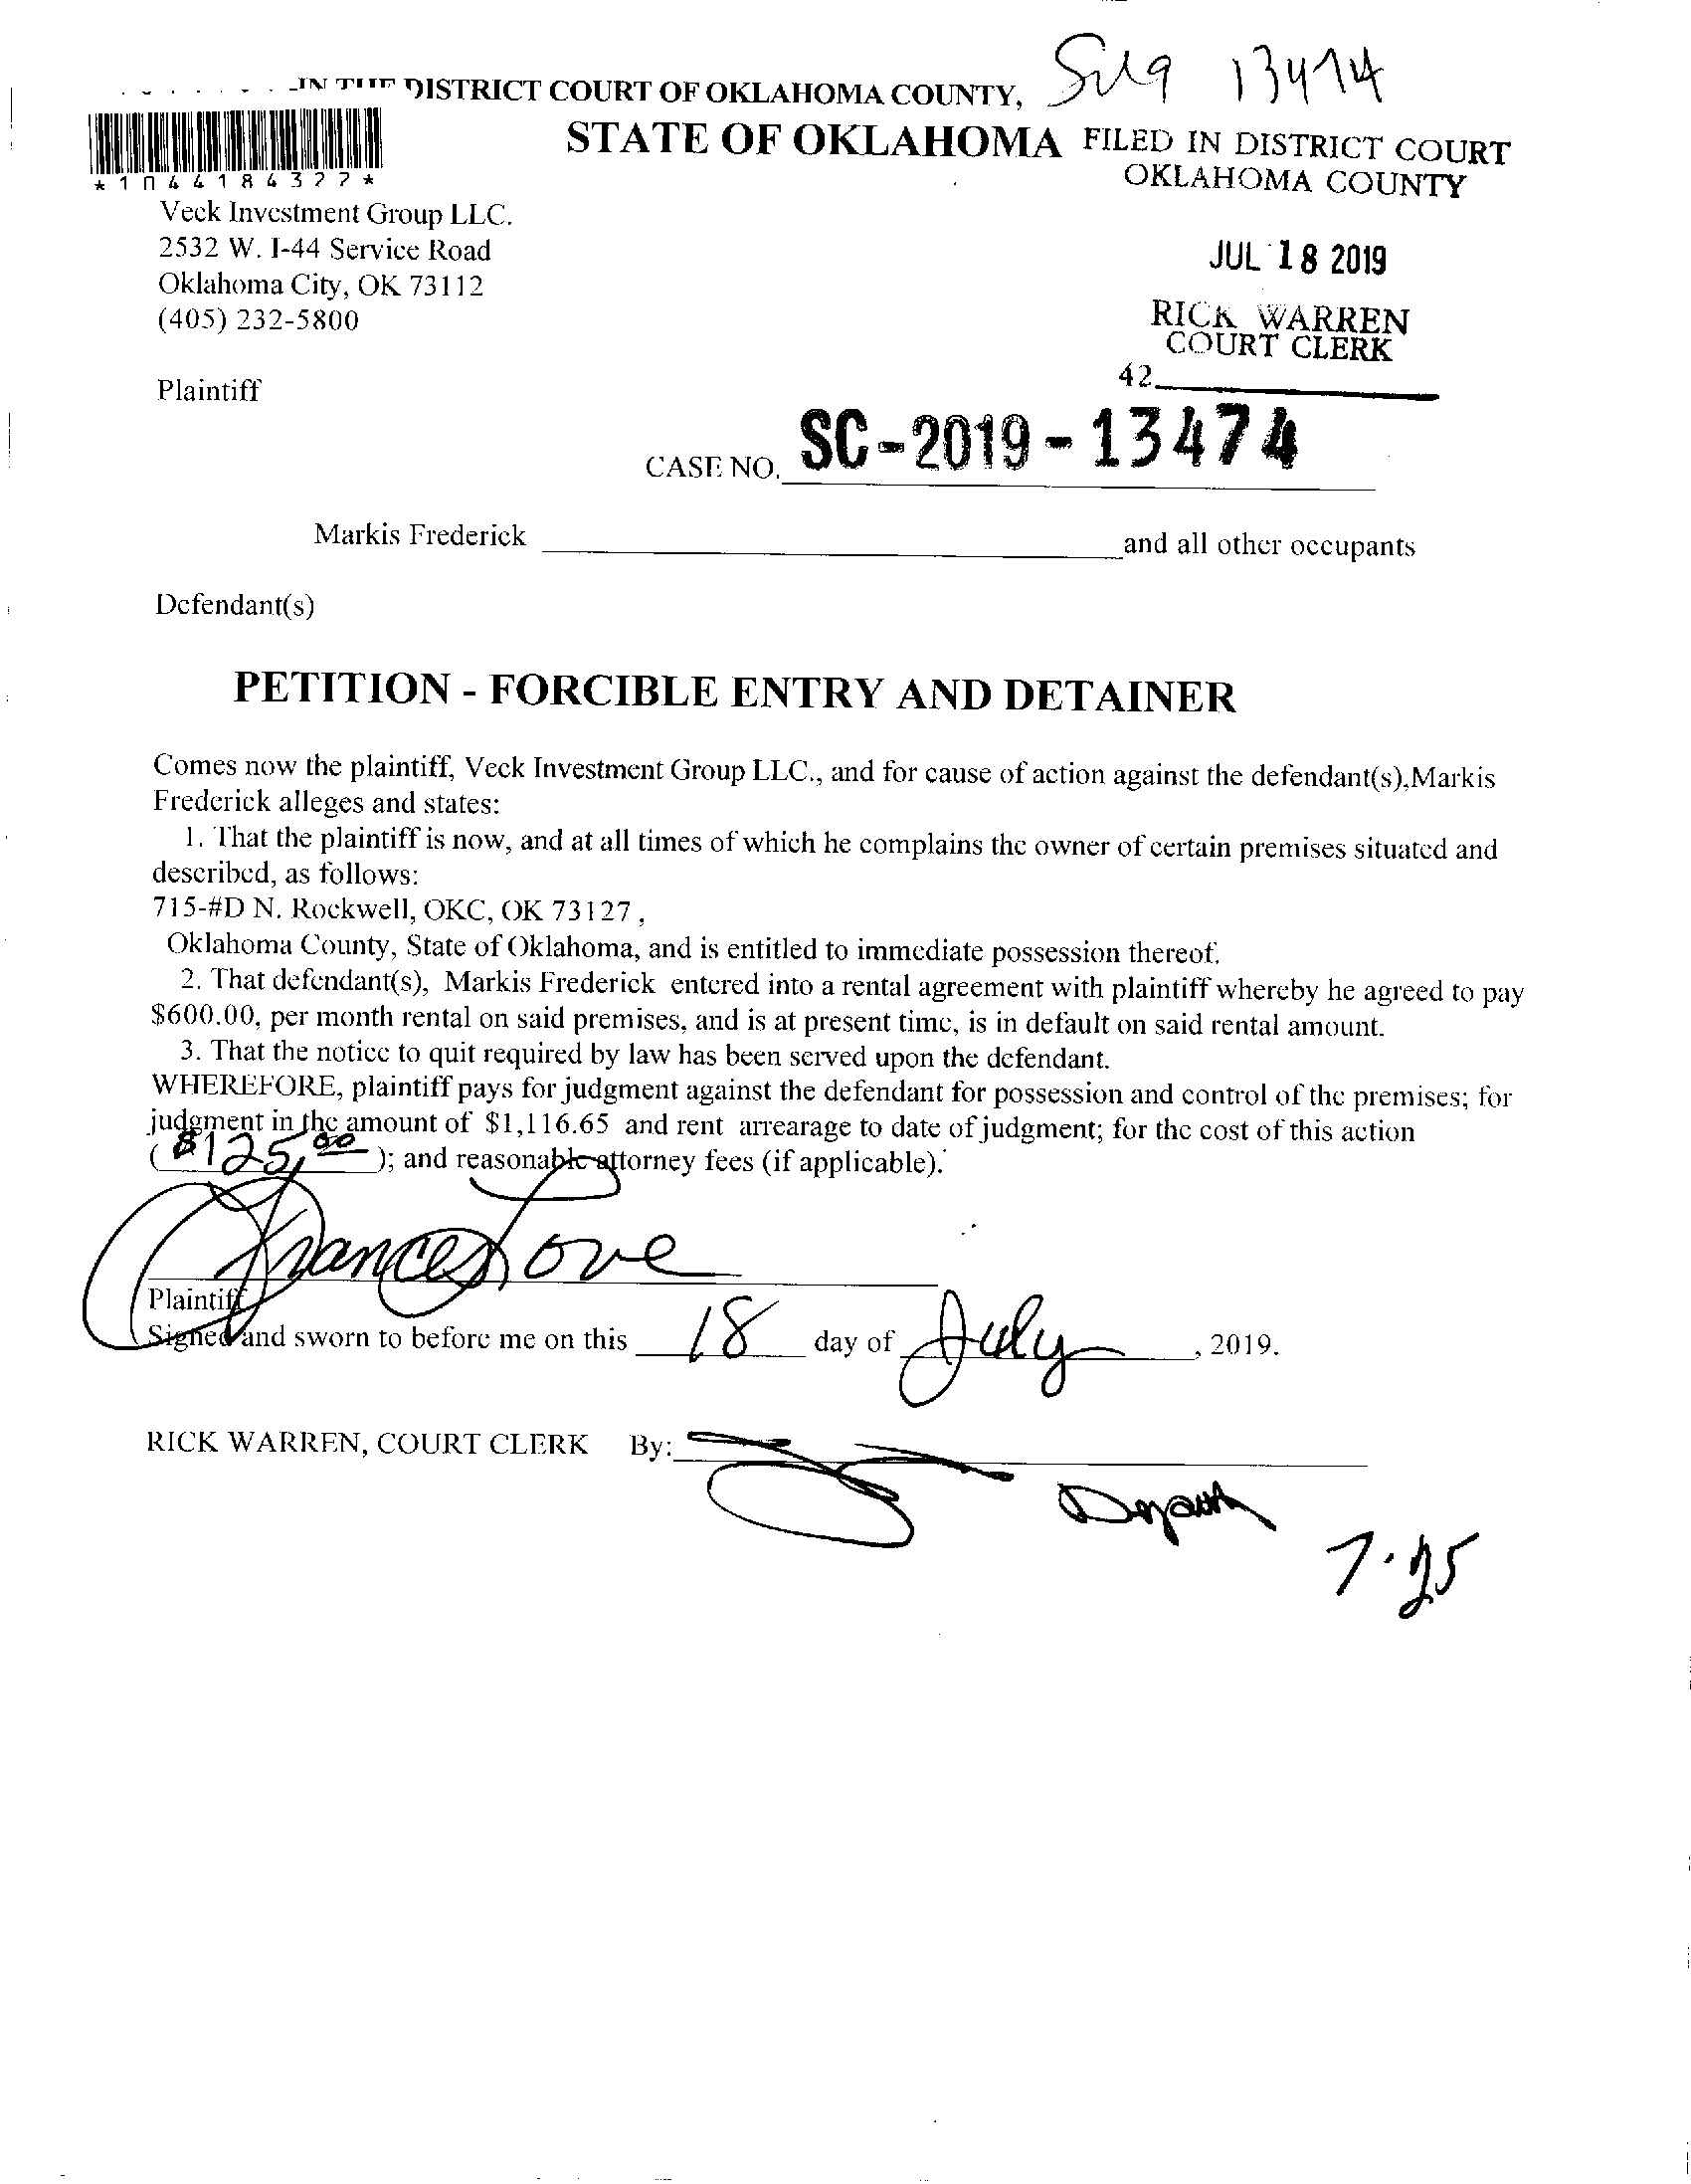 IN THE DISTRICT COURT OF OKLAHOMA COUNTY,
13474
STATE OF OKLAHOMA
FILED IN DISTRICT COURT
OKLAHOMA COUNTY
Veck Investment Group LLC.
2532 W. I-44 Service Road
Oklahoma City, OK 73112
(405) 232-5800
JUL 18 2019
RICK WARREN
COURT CLERK
42
Plaintiff
CASE NO. SC-2019-13474
Markis Frederick and all other occupants
Defendant(s)
PETITION - FORCIBLE ENTRY AND DETAINER
Comes now the plaintiff, Veck Investment Group LLC., and for cause of action against the defendant(s),Markis
Frederick alleges and states:
1. That the plaintiff is now, and at all times of which he complains the owner of certain premises situated and
described, as follows:
715-#D N. Rockwell, OKC, OK 73127 ,
Oklahoma County, State of Oklahoma, and is entitled to immediate possession thereof.
2. That defendant(s), Markis Frederick entered into a rental agreement with plaintiff whereby he agreed to pay
$600.00, per month rental on said premises, and is at present time, is in default on said rental amount.
3. That the notice to quit required by law has been served upon the defendant.
WHEREFORE, plaintiff pays for judgment against the defendant for possession and control of the premises; for
judgment in the amount of $1,116.65 and rent arrearage to date of judgment; for the cost of this action
( $125.00 ); and reasonable attorney fees (if applicable).
Frances Love
Plaintiff
Signed and sworn to before me on this 18 day of July , 2019.
RICK WARREN, COURT CLERK By:
7.25